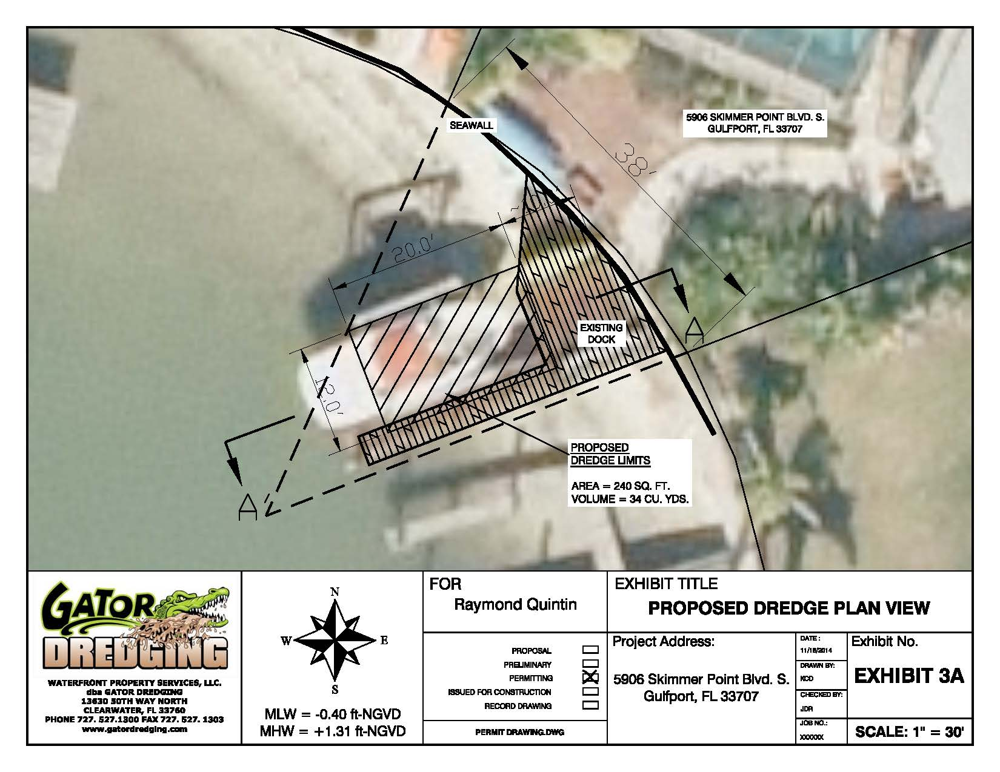 5906 SKIMMER POINT BLVD. S.
GULFPORT, FL 33707
SEAWALL
38'
20.0'
EXISTING
DOCK
A
12.0'
PROPOSED
DREDGE LIMITS
AREA = 240 SQ. FT.
VOLUME = 34 CU. YDS.
A'
GATOR
DREDGING
WATERFRONT PROPERTY SERVICES, LLC.
dba GATOR DREDGING
13630 50TH WAY NORTH
CLEARWATER, FL 33760
PHONE 727. 527.1300 FAX 727. 527. 1303
www.gatordredging.com
N
W E
S
MLW = -0.40 ft-NGVD
MHW = +1.31 ft-NGVD
FOR
Raymond Quintin
PROPOSAL
PRELIMINARY
PERMITTING
ISSUED FOR CONSTRUCTION
RECORD DRAWING
PERMIT DRAWING.DWG
EXHIBIT TITLE
PROPOSED DREDGE PLAN VIEW
Project Address:
5906 Skimmer Point Blvd. S.
Gulfport, FL 33707
DATE :
11/18/2014
DRAWN BY:
KCD
CHECKED BY:
JDR
JOB NO.:
XXXXXX
Exhibit No.
EXHIBIT 3A
SCALE: 1" = 30'